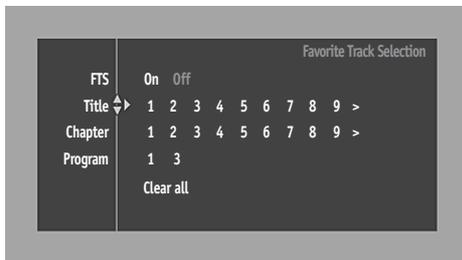 Favorite Track Selection
FTS On Off
Title 1 2 3 4 5 6 7 8 9 >
Chapter 1 2 3 4 5 6 7 8 9 >
Program 1 3
Clear all